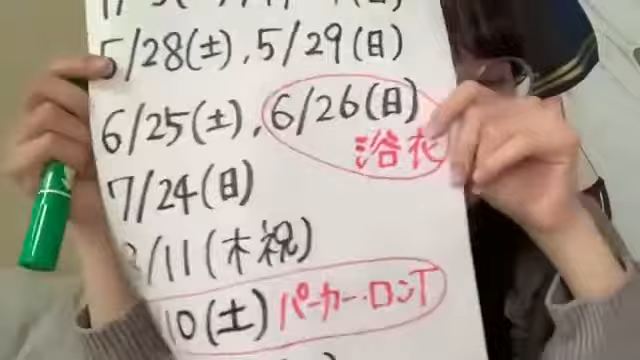 5/28(土),5/29(日)
6/25(土),6/26(日)
浴衣
7/24(日)
/11(木祝)
10(土)パーカー・ロンT